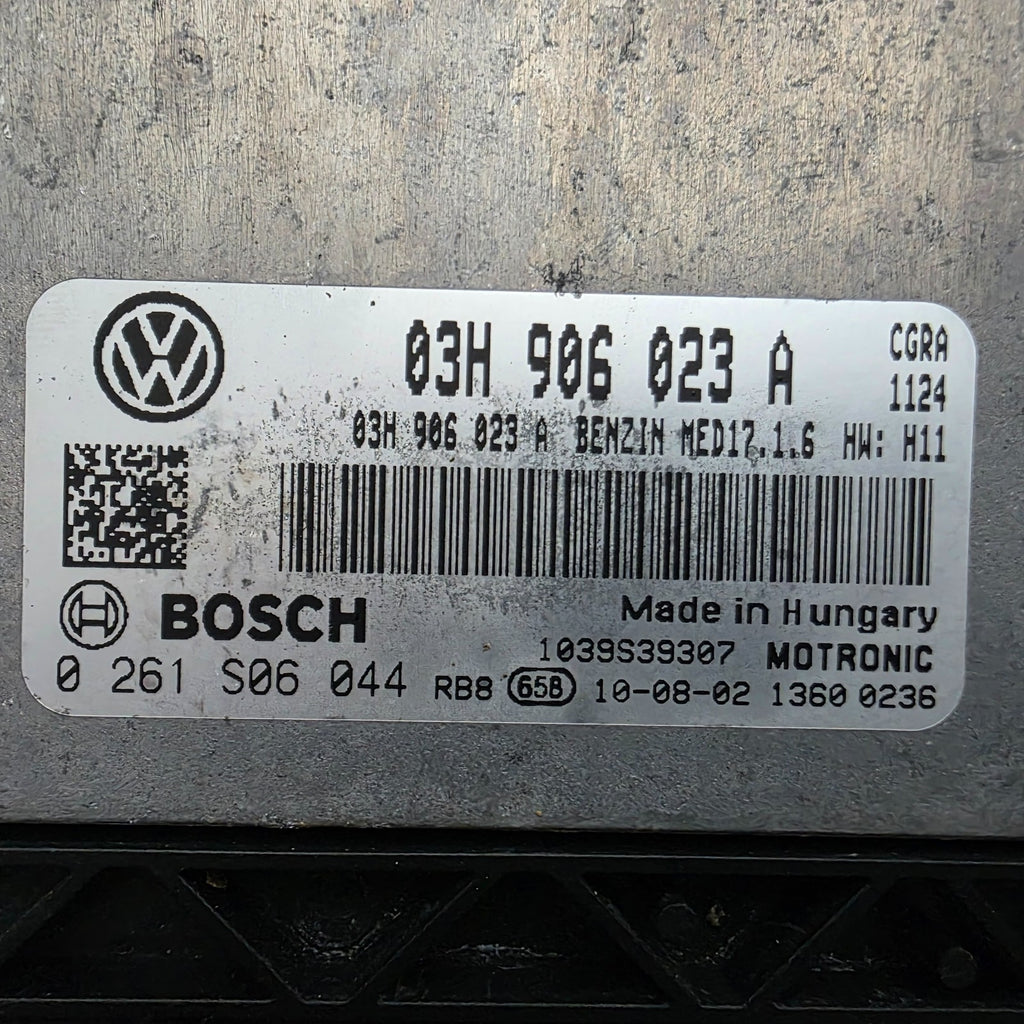 03H 906 023 A
CGRA
1124
03H 906 023 A BENZIN MED17.1.6 HW: H11
BOSCH
Made in Hungary
1039S39307 MOTRONIC
0 261 S06 044 RB8 65B 10-08-02 1360 0236